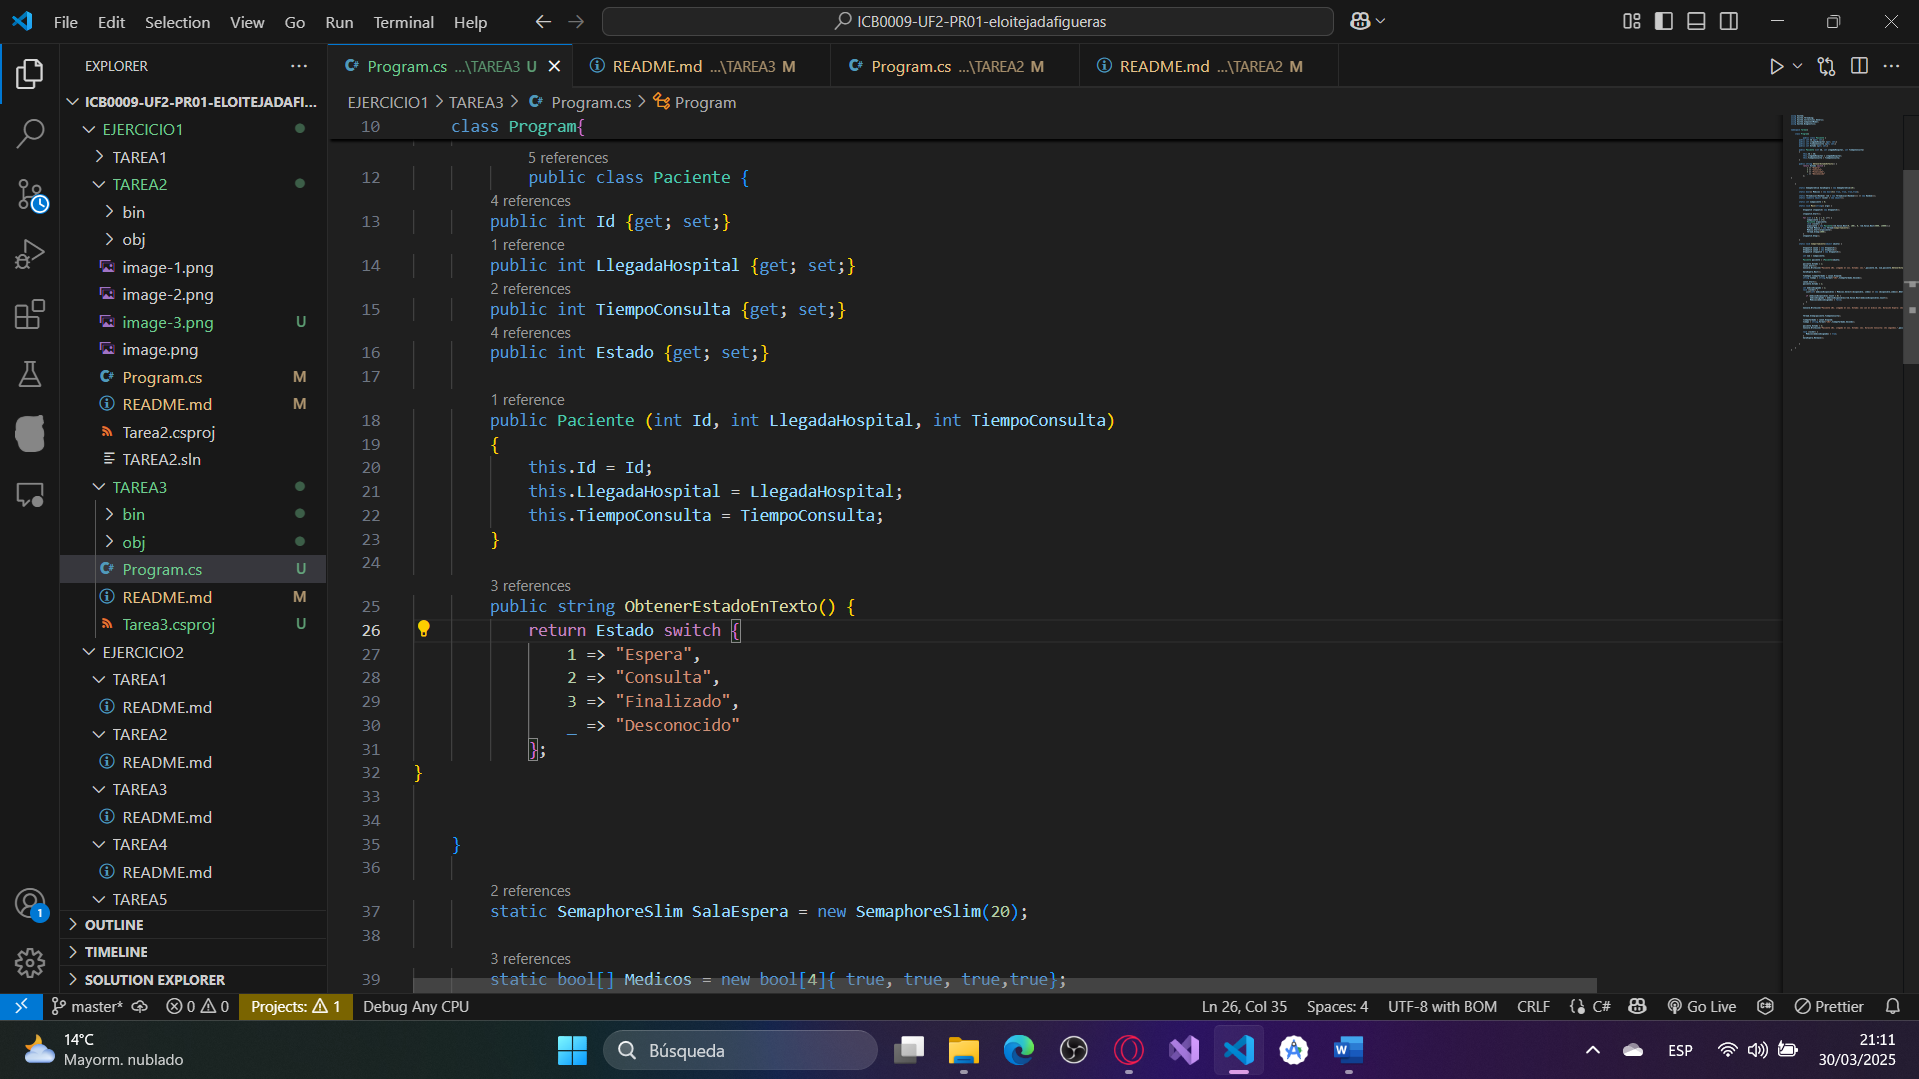 File Edit Selection View Go Run Terminal Help
ICB0009-UF2-PR01-eloitejadafigueras
EXPLORER
ICB0009-UF2-PR01-ELOITEJADAFI...
EJERCICIO1
TAREA1
TAREA2
bin
obj
image-1.png
image-2.png
image-3.png U
image.png
Program.cs M
README.md M
Tarea2.csproj
TAREA2.sln
TAREA3
bin
obj
Program.cs U
README.md M
Tarea3.csproj U
EJERCICIO2
TAREA1
README.md
TAREA2
README.md
TAREA3
README.md
TAREA4
README.md
TAREA5
OUTLINE
TIMELINE
SOLUTION EXPLORER
Program.cs ...\TAREA3 U
README.md ...\TAREA3 M
Program.cs ...\TAREA2 M
README.md ...\TAREA2 M
EJERCICIO1 > TAREA3 > Program.cs > Program
10 class Program{
5 references
12 public class Paciente {
4 references
13 public int Id {get; set;}
1 reference
14 public int LlegadaHospital {get; set;}
2 references
15 public int TiempoConsulta {get; set;}
4 references
16 public int Estado {get; set;}
17
1 reference
18 public Paciente (int Id, int LlegadaHospital, int TiempoConsulta)
19 {
20 this.Id = Id;
21 this.LlegadaHospital = LlegadaHospital;
22 this.TiempoConsulta = TiempoConsulta;
23 }
24
3 references
25 public string ObtenerEstadoEnTexto() {
26 return Estado switch {
27 1 => "Espera",
28 2 => "Consulta",
29 3 => "Finalizado",
30 _ => "Desconocido"
31 };
32 }
33
34
35 }
36
2 references
37 static SemaphoreSlim SalaEspera = new SemaphoreSlim(20);
38
3 references
39 static bool[] Medicos = new bool[4]{ true, true, true,true};
master* 0 0 Projects: 1 Debug Any CPU
Ln 26, Col 35 Spaces: 4 UTF-8 with BOM CRLF C# Go Live Prettier
14°C
Mayorm. nublado
Búsqueda
ESP
21:11
30/03/2025
1